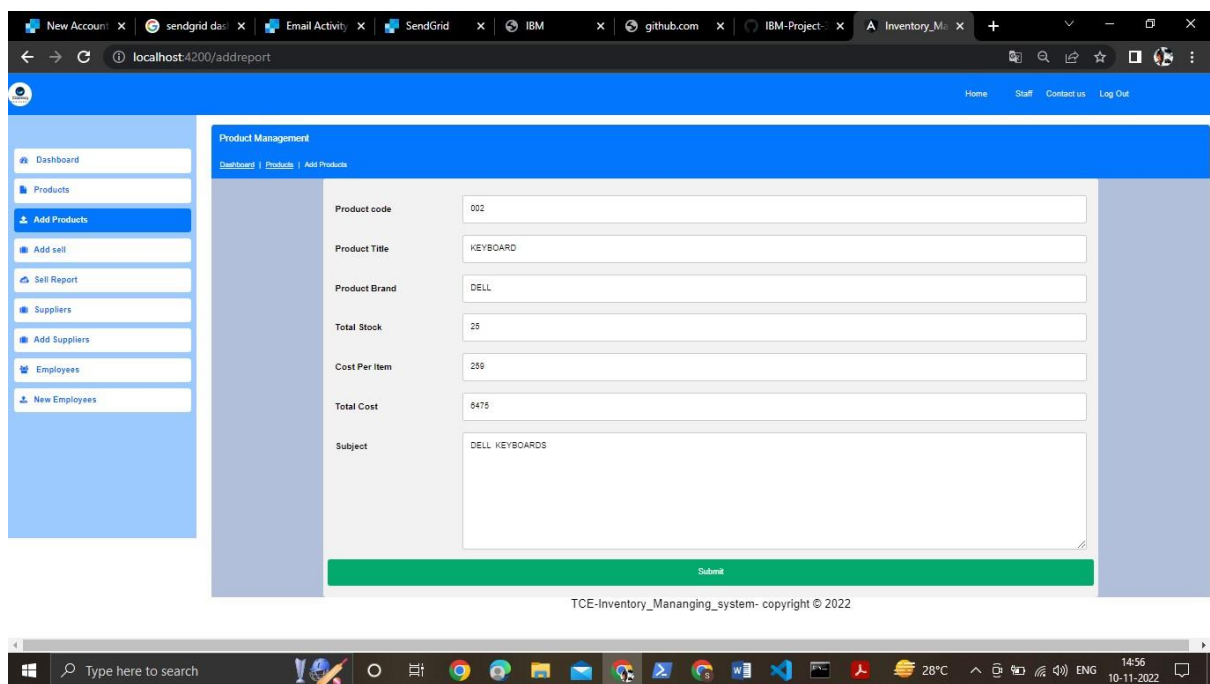 New Account
sendgrid das
Email Activity
SendGrid
IBM
github.com
IBM-Project-
Inventory_Ma
localhost:4200/addreport
Home Staff Contact us Log Out
Product Management
Dashboard | Products | Add Products
Dashboard
Products
Add Products
Add sell
Sell Report
Suppliers
Add Suppliers
Employees
New Employees
Product code 002
Product Title KEYBOARD
Product Brand DELL
Total Stock 25
Cost Per Item 259
Total Cost 6475
Subject DELL KEYBOARDS
Submit
TCE-Inventory_Mananging_system- copyright © 2022
Type here to search
28°C
ENG
14:56
10-11-2022